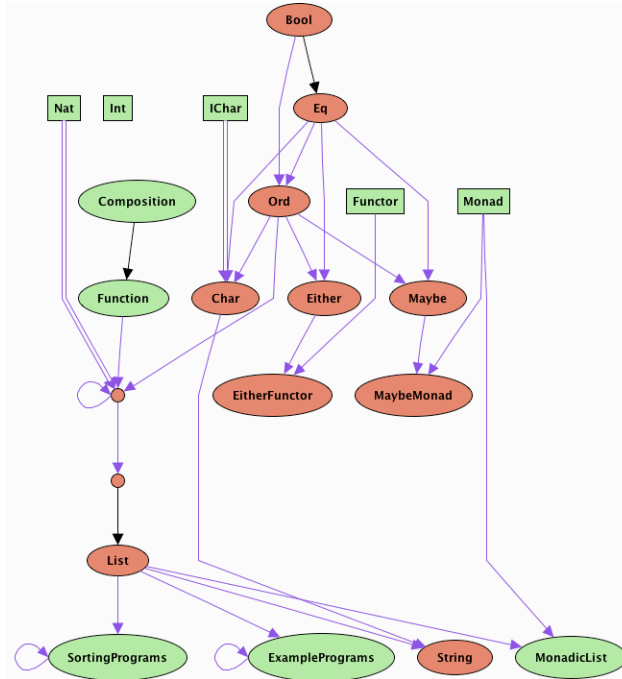 Bool
Nat
Int
IChar
Eq
Composition
Ord
Functor
Monad
Function
Char
Either
Maybe
EitherFunctor
MaybeMonad
List
SortingPrograms
ExamplePrograms
String
MonadicList